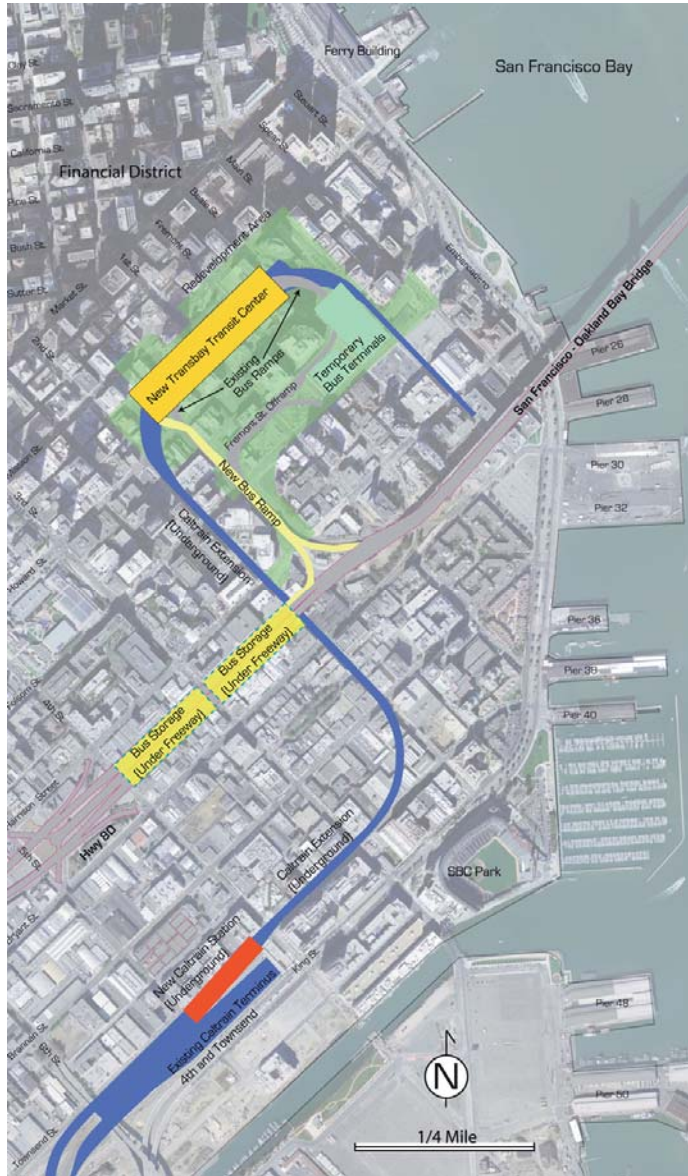 Ferry Building
San Francisco Bay
Clay St.
Sacramento St.
California St.
Pine St.
Bush St.
Sutter St.
Financial District
Steuart St.
Spear St.
Main St.
Beale St.
Fremont St.
1st St.
Market St.
2nd St.
Redevelopment Area
Embarcadero
New Transbay Transit Center
Existing
Bus Ramps
Temporary
Bus Terminals
Fremont St. Offramp
New Bus Ramp
San Francisco - Oakland Bay Bridge
Pier 26
Pier 28
Pier 30
Pier 32
Mission St.
3rd St.
Howard St.
Caltrain Extension
(Underground)
Folsom St.
4th St.
Bus Storage
(Under Freeway)
Bus Storage
(Under Freeway)
Pier 36
Pier 38
Pier 40
Harrison Street
5th St.
Hwy 80
Caltrain Extension
(Underground)
SBC Park
Bryant St.
New Caltrain Station
(Underground)
King St.
Existing Caltrain Terminus
4th and Townsend
Brannan St.
6th St.
Townsend St.
Pier 48
Pier 50
N
1/4 Mile